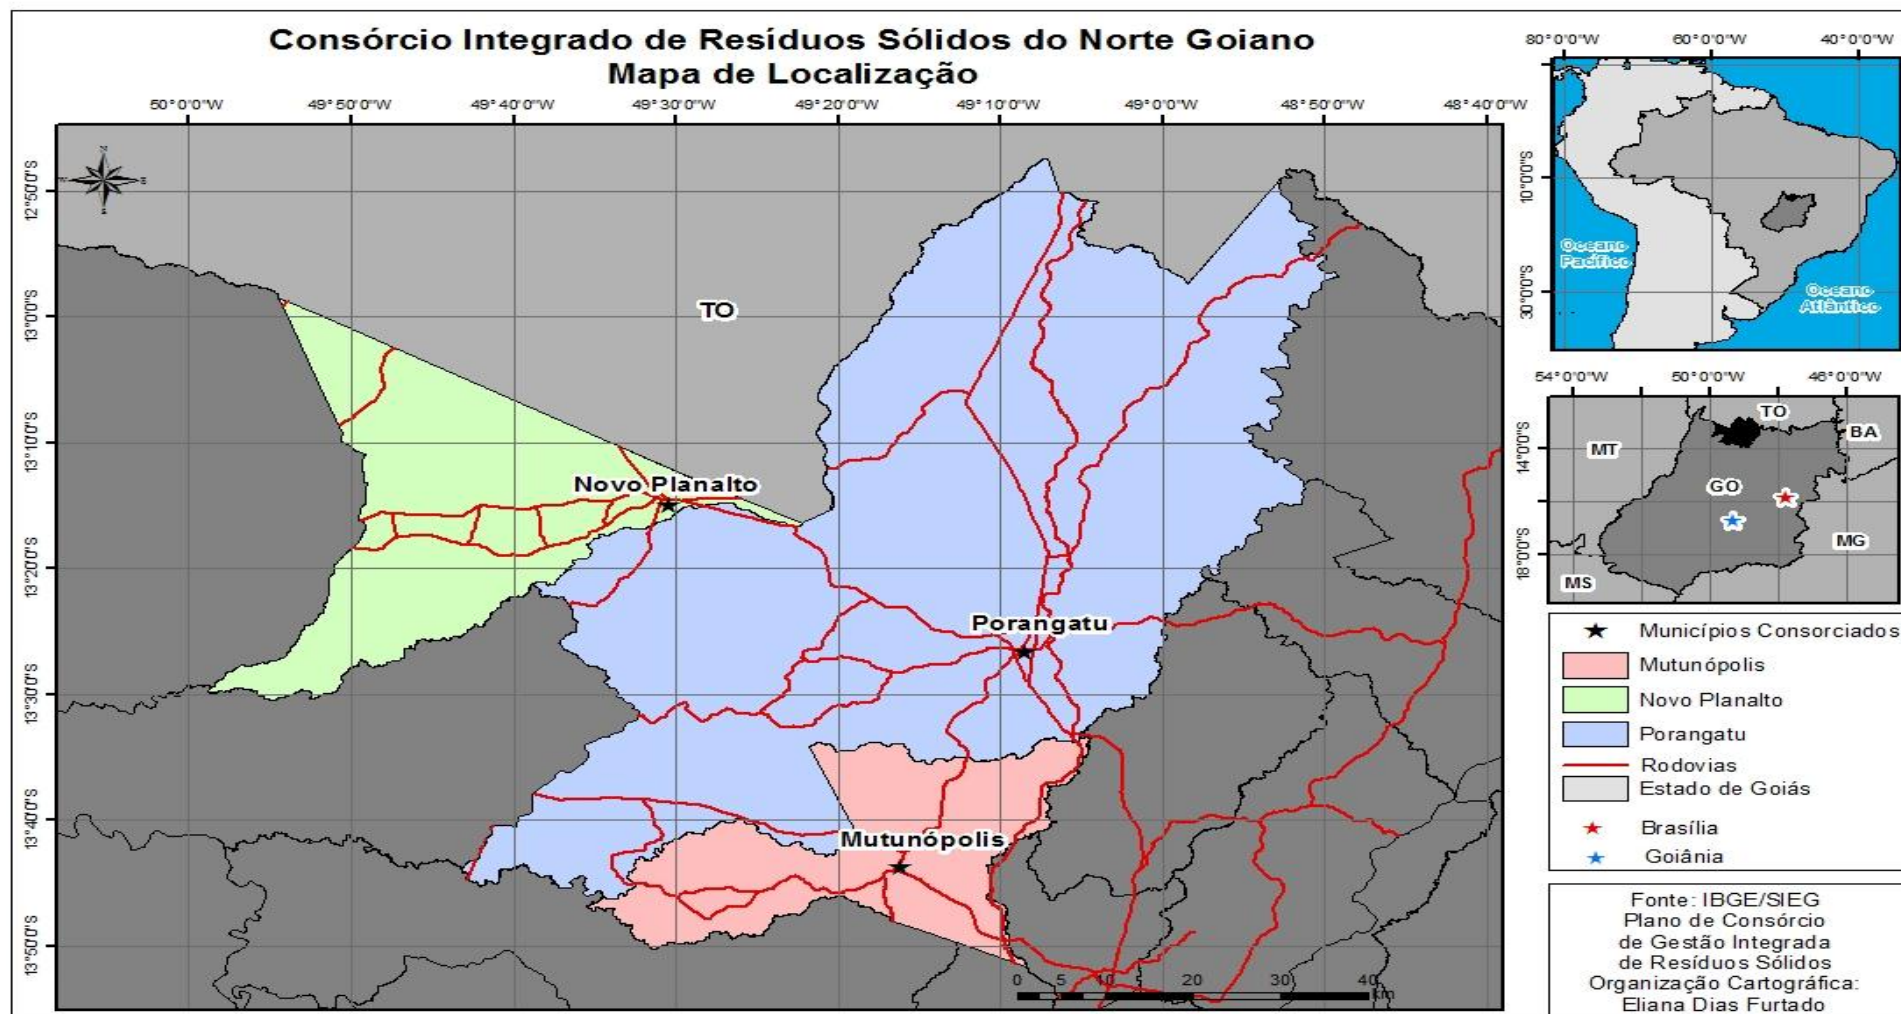 Consórcio Integrado de Resíduos Sólidos do Norte Goiano
Mapa de Localização
50°0'0"W 49°50'0"W 49°40'0"W 49°30'0"W 49°20'0"W 49°10'0"W 49°0'0"W 48°50'0"W 48°40'0"W
12°50'0"S
13°0'0"S
13°10'0"S
13°20'0"S
13°30'0"S
13°40'0"S
13°50'0"S
TO
Novo Planalto
Porangatu
Mutunópolis
0 5 10 20 30 40
km
80°0'0"W 60°0'0"W 40°0'0"W
10°0'0"S
30°0'0"S
Oceano
Pacífico
Oceano
Atlântico
54°0'0"W 50°0'0"W 46°0'0"W
14°0'0"S
18°0'0"S
TO
MT
BA
GO
MG
MS
Municípios Consorciados
Mutunópolis
Novo Planalto
Porangatu
Rodovias
Estado de Goiás
Brasília
Goiânia
Fonte: IBGE/SIEG
Plano de Consórcio
de Gestão Integrada
de Resíduos Sólidos
Organização Cartográfica:
Eliana Dias Furtado